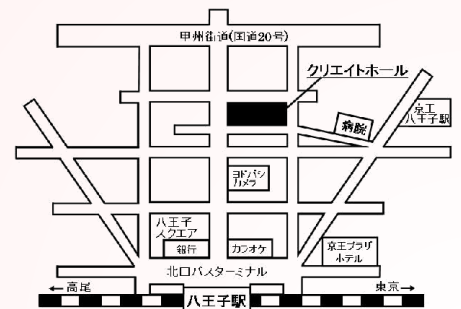 甲州街道(国道20号)
クリエイトホール
京王
八王子駅
病院
ヨドバシ
カメラ
八王子
スクエア
銀行
カラオケ
京王プラザ
ホテル
北口バスターミナル
←高尾
東京→
八王子駅